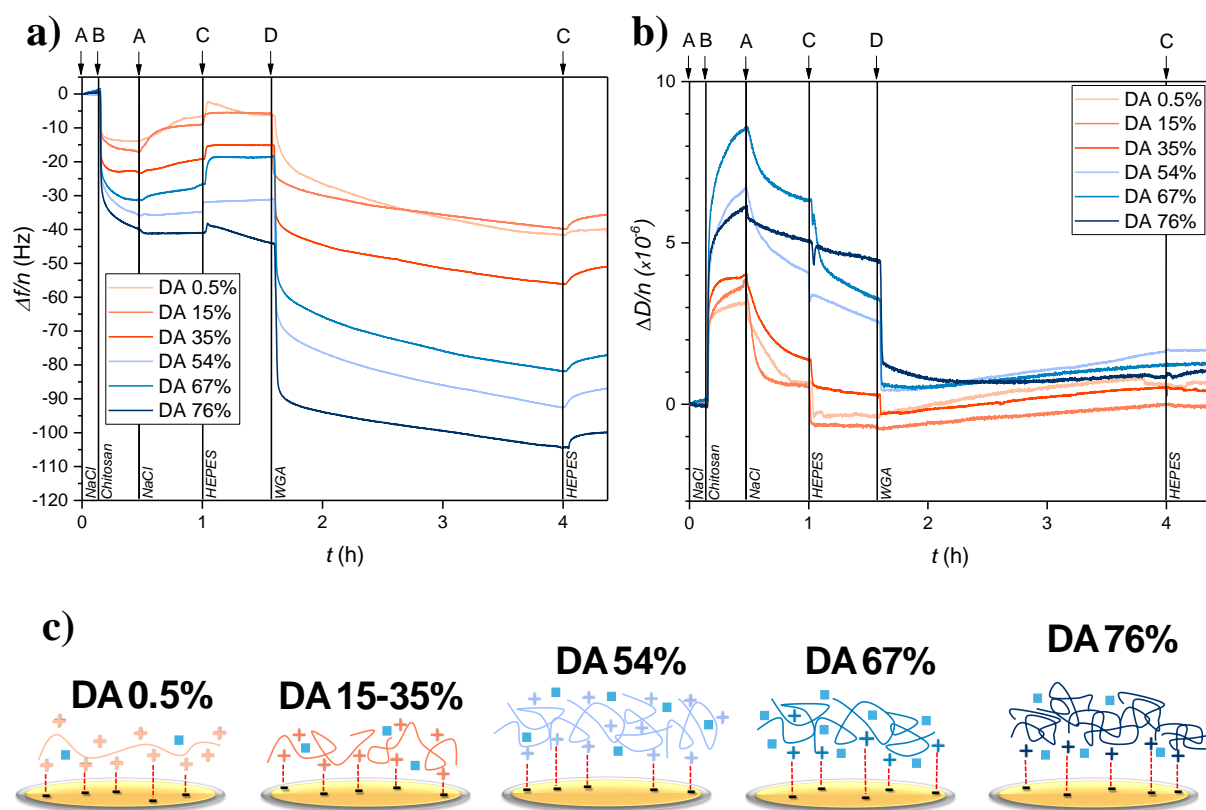 a)
A B A C D C
0
-10
-20
-30
-40
-50
-60
-70
-80
-90
-100
-110
-120
Δf/n (Hz)
DA 0.5%
DA 15%
DA 35%
DA 54%
DA 67%
DA 76%
NaCl
Chitosan
NaCl
HEPES
WGA
HEPES
0 1 2 3 4
t (h)
b)
A B A C D C
10
5
0
ΔD/n (x10⁻⁶)
DA 0.5%
DA 15%
DA 35%
DA 54%
DA 67%
DA 76%
NaCl
Chitosan
NaCl
HEPES
WGA
HEPES
0 1 2 3 4
t (h)
c)
DA 0.5%
DA 15-35%
DA 54%
DA 67%
DA 76%